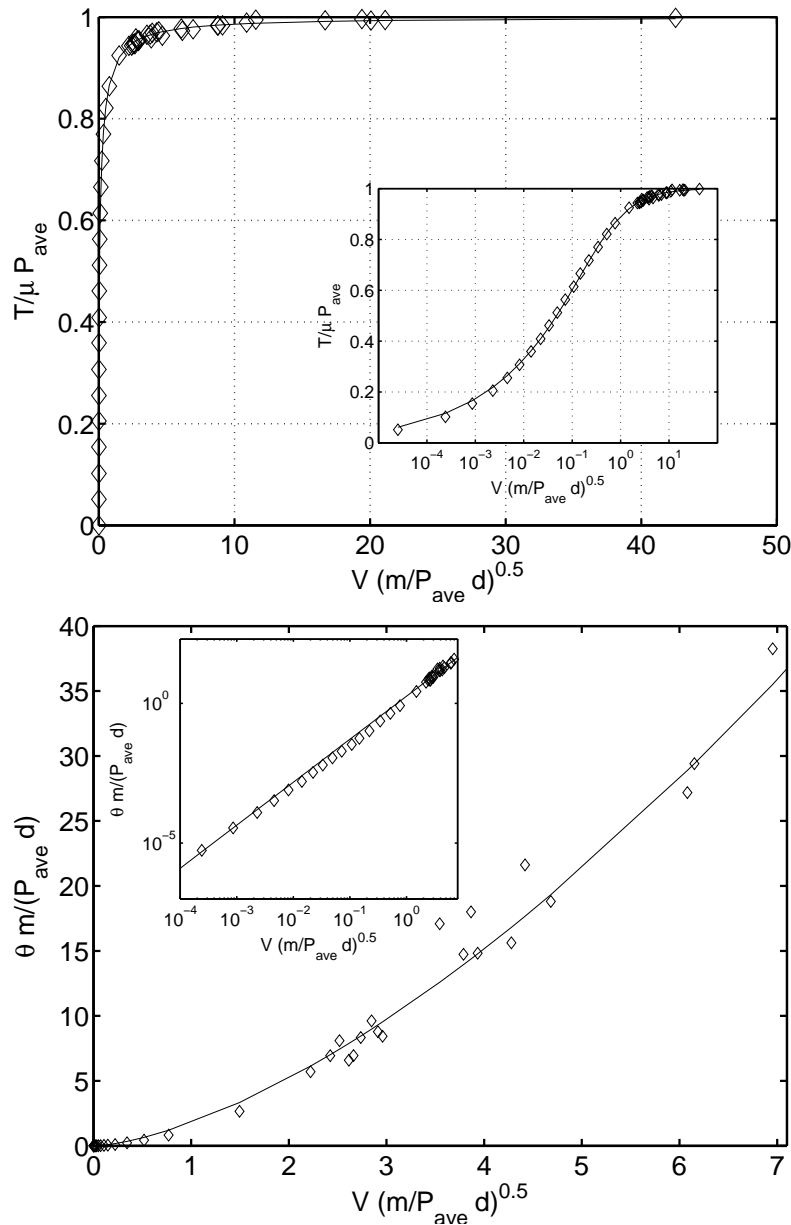 1
0.8
0.6
0.4
0.2
0
T/μ P_ave
0 10 20 30 40 50
V (m/P_ave d)^0.5
1
0.8
0.6
0.4
0.2
0
T/μ P_ave
10^−4 10^−3 10^−2 10^−1 10^0 10^1
V (m/P_ave d)^0.5
40
35
30
25
20
15
10
5
0
θ m/(P_ave d)
0 1 2 3 4 5 6 7
V (m/P_ave d)^0.5
10^0
10^−5
θ m/(P_ave d)
10^−4 10^−3 10^−2 10^−1 10^0
V (m/P_ave d)^0.5